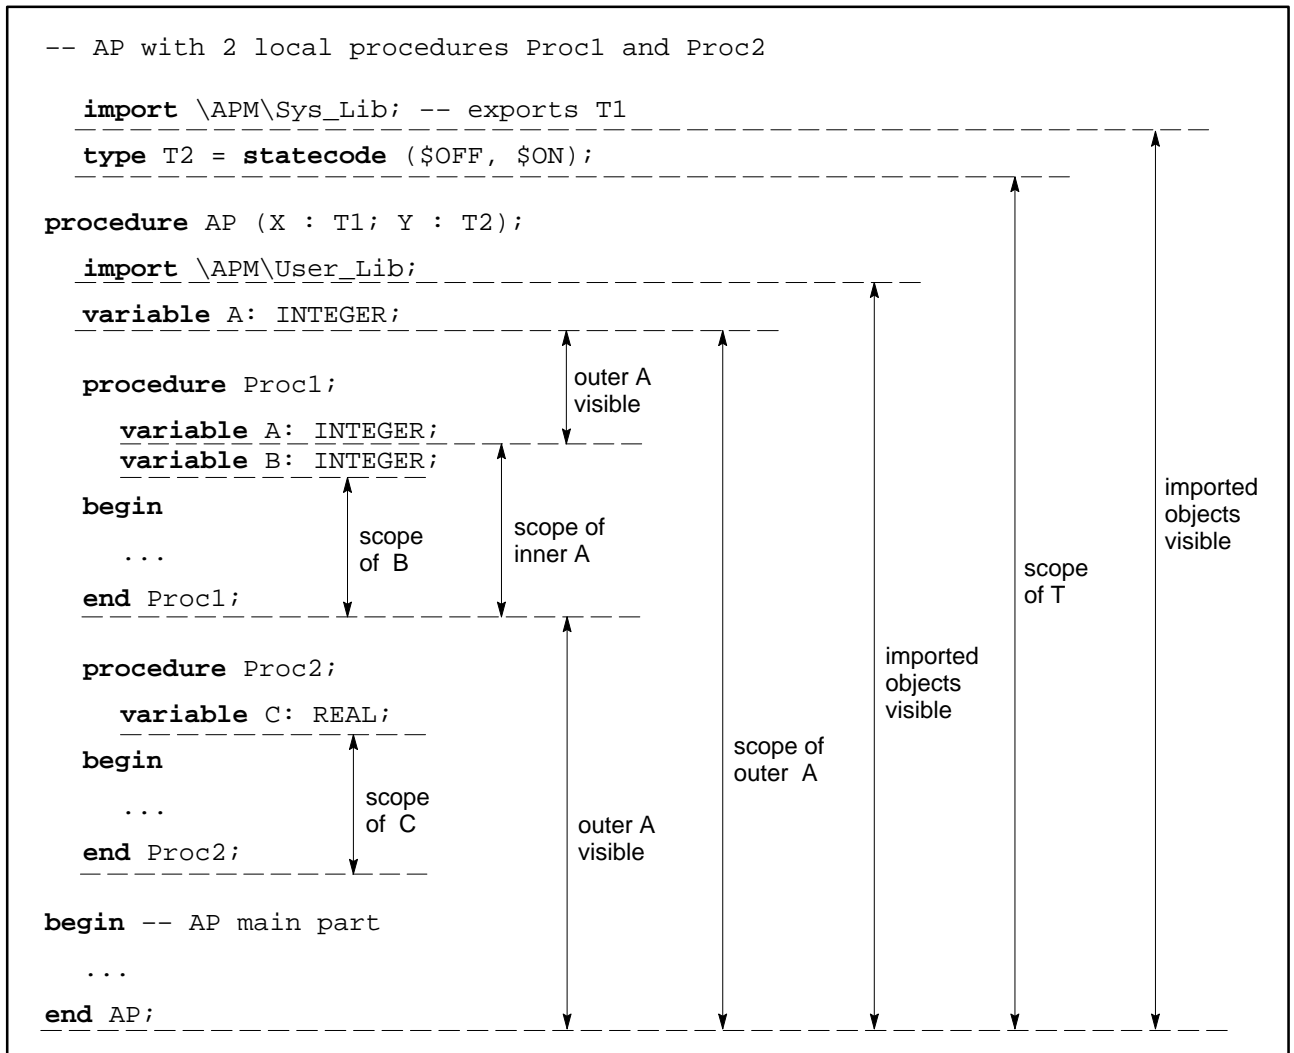 -- AP with 2 local procedures Proc1 and Proc2
import \APM\Sys_Lib; -- exports T1
type T2 = statecode ($OFF, $ON);
procedure AP (X : T1; Y : T2);
import \APM\User_Lib;
variable A: INTEGER;
procedure Proc1;
outer A
visible
variable A: INTEGER;
variable B: INTEGER;
begin
scope
of B
scope of
inner A
imported
objects
visible
...
scope
of T
end Proc1;
procedure Proc2;
imported
objects
visible
variable C: REAL;
begin
scope of
outer A
...
scope
of C
outer A
visible
end Proc2;
begin -- AP main part
...
end AP;